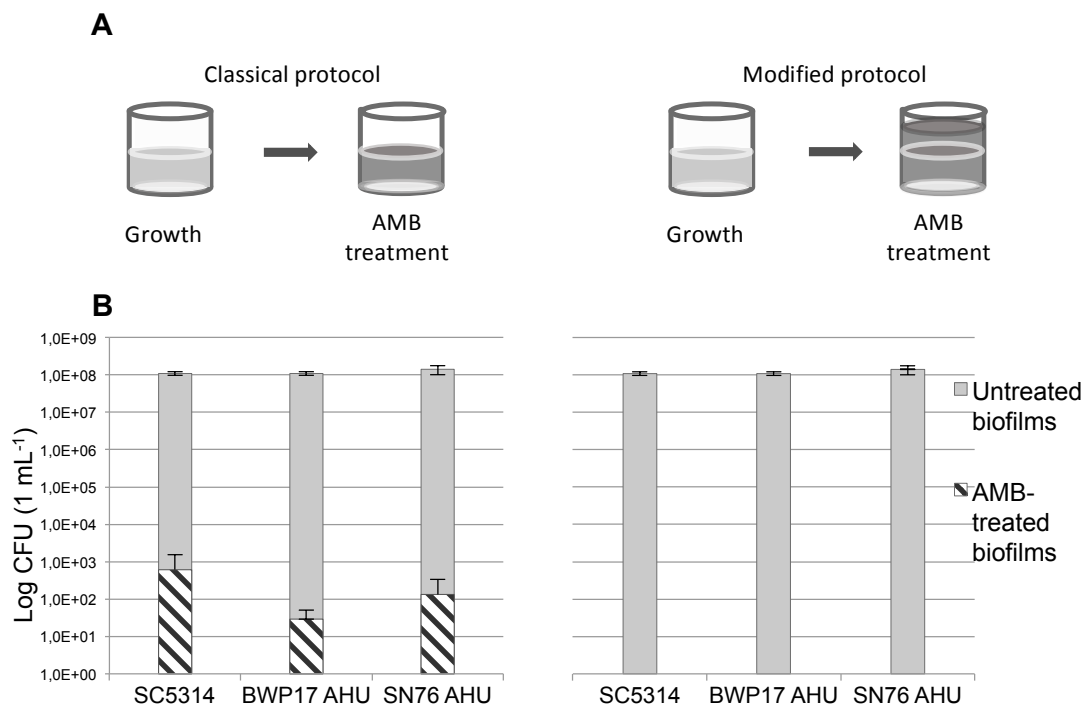 A
Classical protocol
Modified protocol
Growth
AMB
treatment
Growth
AMB
treatment
B
Log CFU (1 mL⁻¹)
1,0E+09
1,0E+08
1,0E+07
1,0E+06
1,0E+05
1,0E+04
1,0E+03
1,0E+02
1,0E+01
1,0E+00
SC5314
BWP17 AHU
SN76 AHU
SC5314
BWP17 AHU
SN76 AHU
Untreated
biofilms
AMB-
treated
biofilms